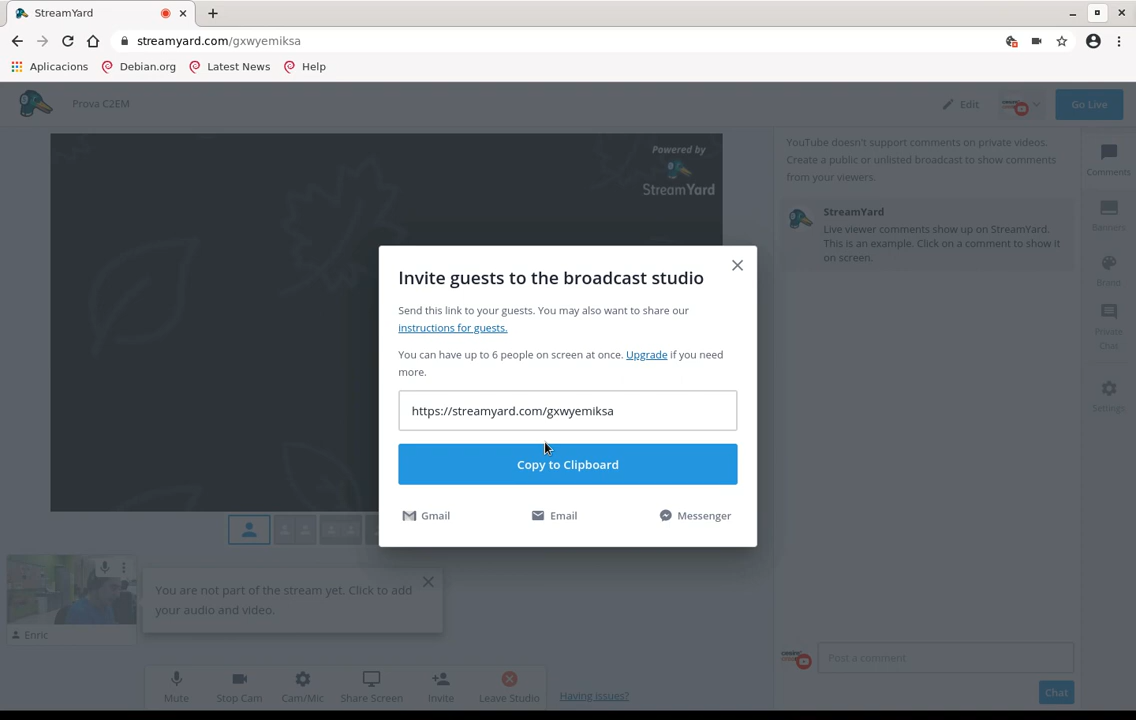 StreamYard
streamyard.com/gxwyemiksa
Aplicacions
Debian.org
Latest News
Help
Prova C2EM
Edit
Go Live
Powered by
StreamYard
YouTube doesn't support comments on private videos.
Create a public or unlisted broadcast to show comments
from your viewers.
StreamYard
Live viewer comments show up on StreamYard.
This is an example. Click on a comment to show it
on screen.
Comments
Banners
Brand
Private
Chat
Settings
Invite guests to the broadcast studio
Send this link to your guests. You may also want to share our
instructions for guests.
You can have up to 6 people on screen at once. Upgrade if you need
more.
https://streamyard.com/gxwyemiksa
Copy to Clipboard
Gmail
Email
Messenger
You are not part of the stream yet. Click to add
your audio and video.
Enric
Mute
Stop Cam
Cam/Mic
Share Screen
Invite
Leave Studio
Having issues?
Post a comment
Chat